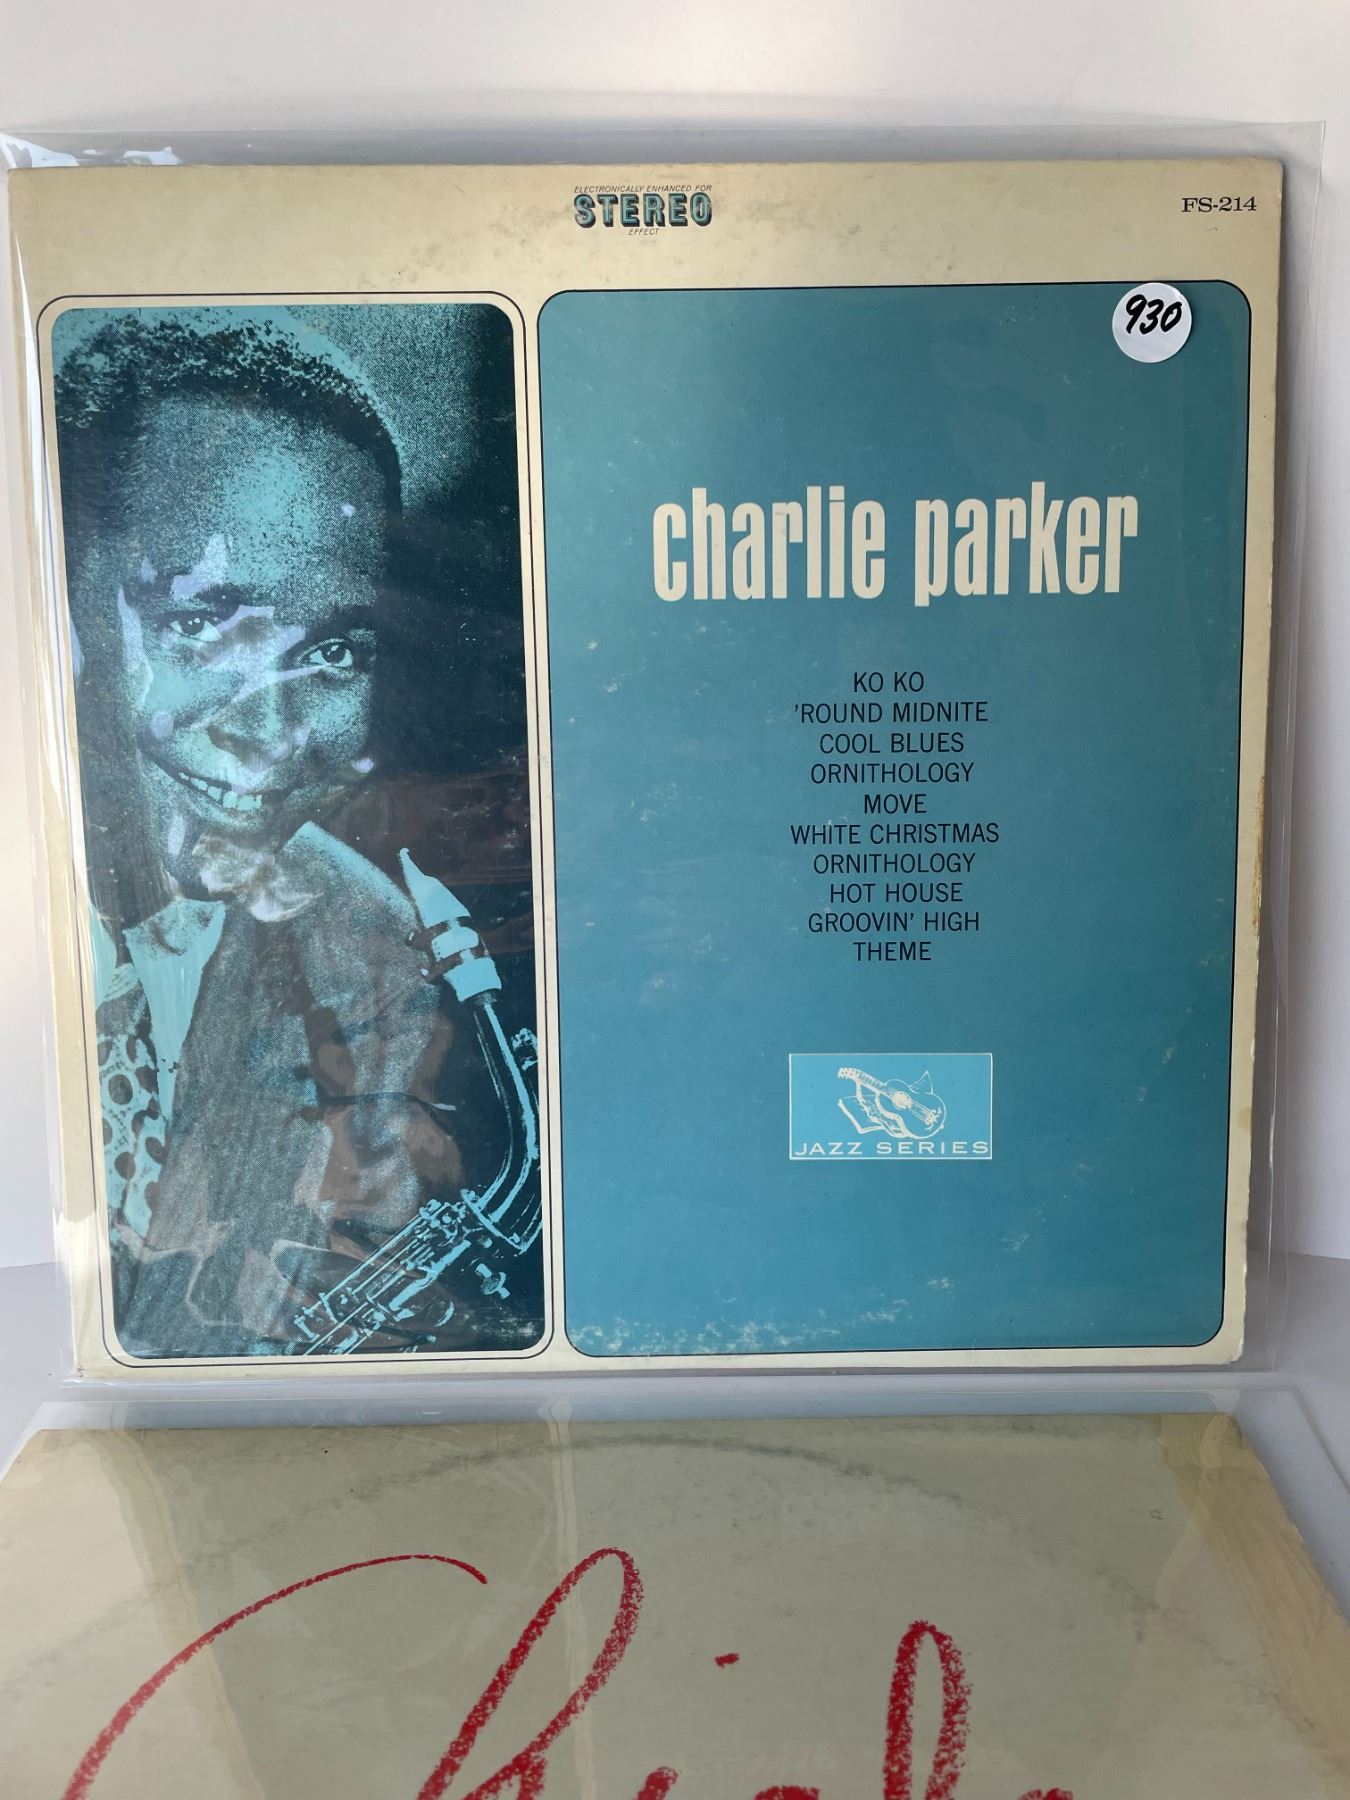 ELECTRONICALLY ENHANCED FOR
STEREO
EFFECT
FS-214
930
charlie parker
KO KO
'ROUND MIDNITE
COOL BLUES
ORNITHOLOGY
MOVE
WHITE CHRISTMAS
ORNITHOLOGY
HOT HOUSE
GROOVIN' HIGH
THEME
JAZZ SERIES